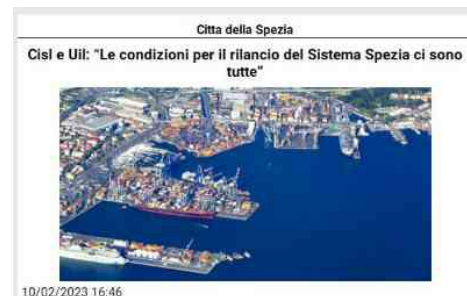 Citta della Spezia
Cisl e Uil: "Le condizioni per il rilancio del Sistema Spezia ci sono
tutte"
10/02/2023 16:46